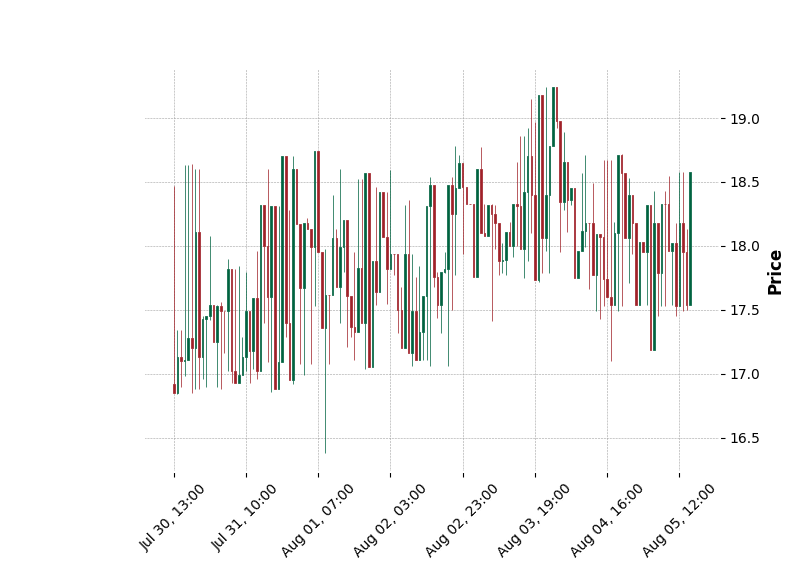 19.0
18.5
18.0
17.5
17.0
16.5
Price
Jul 30, 13:00
Jul 31, 10:00
Aug 01, 07:00
Aug 02, 03:00
Aug 02, 23:00
Aug 03, 19:00
Aug 04, 16:00
Aug 05, 12:00